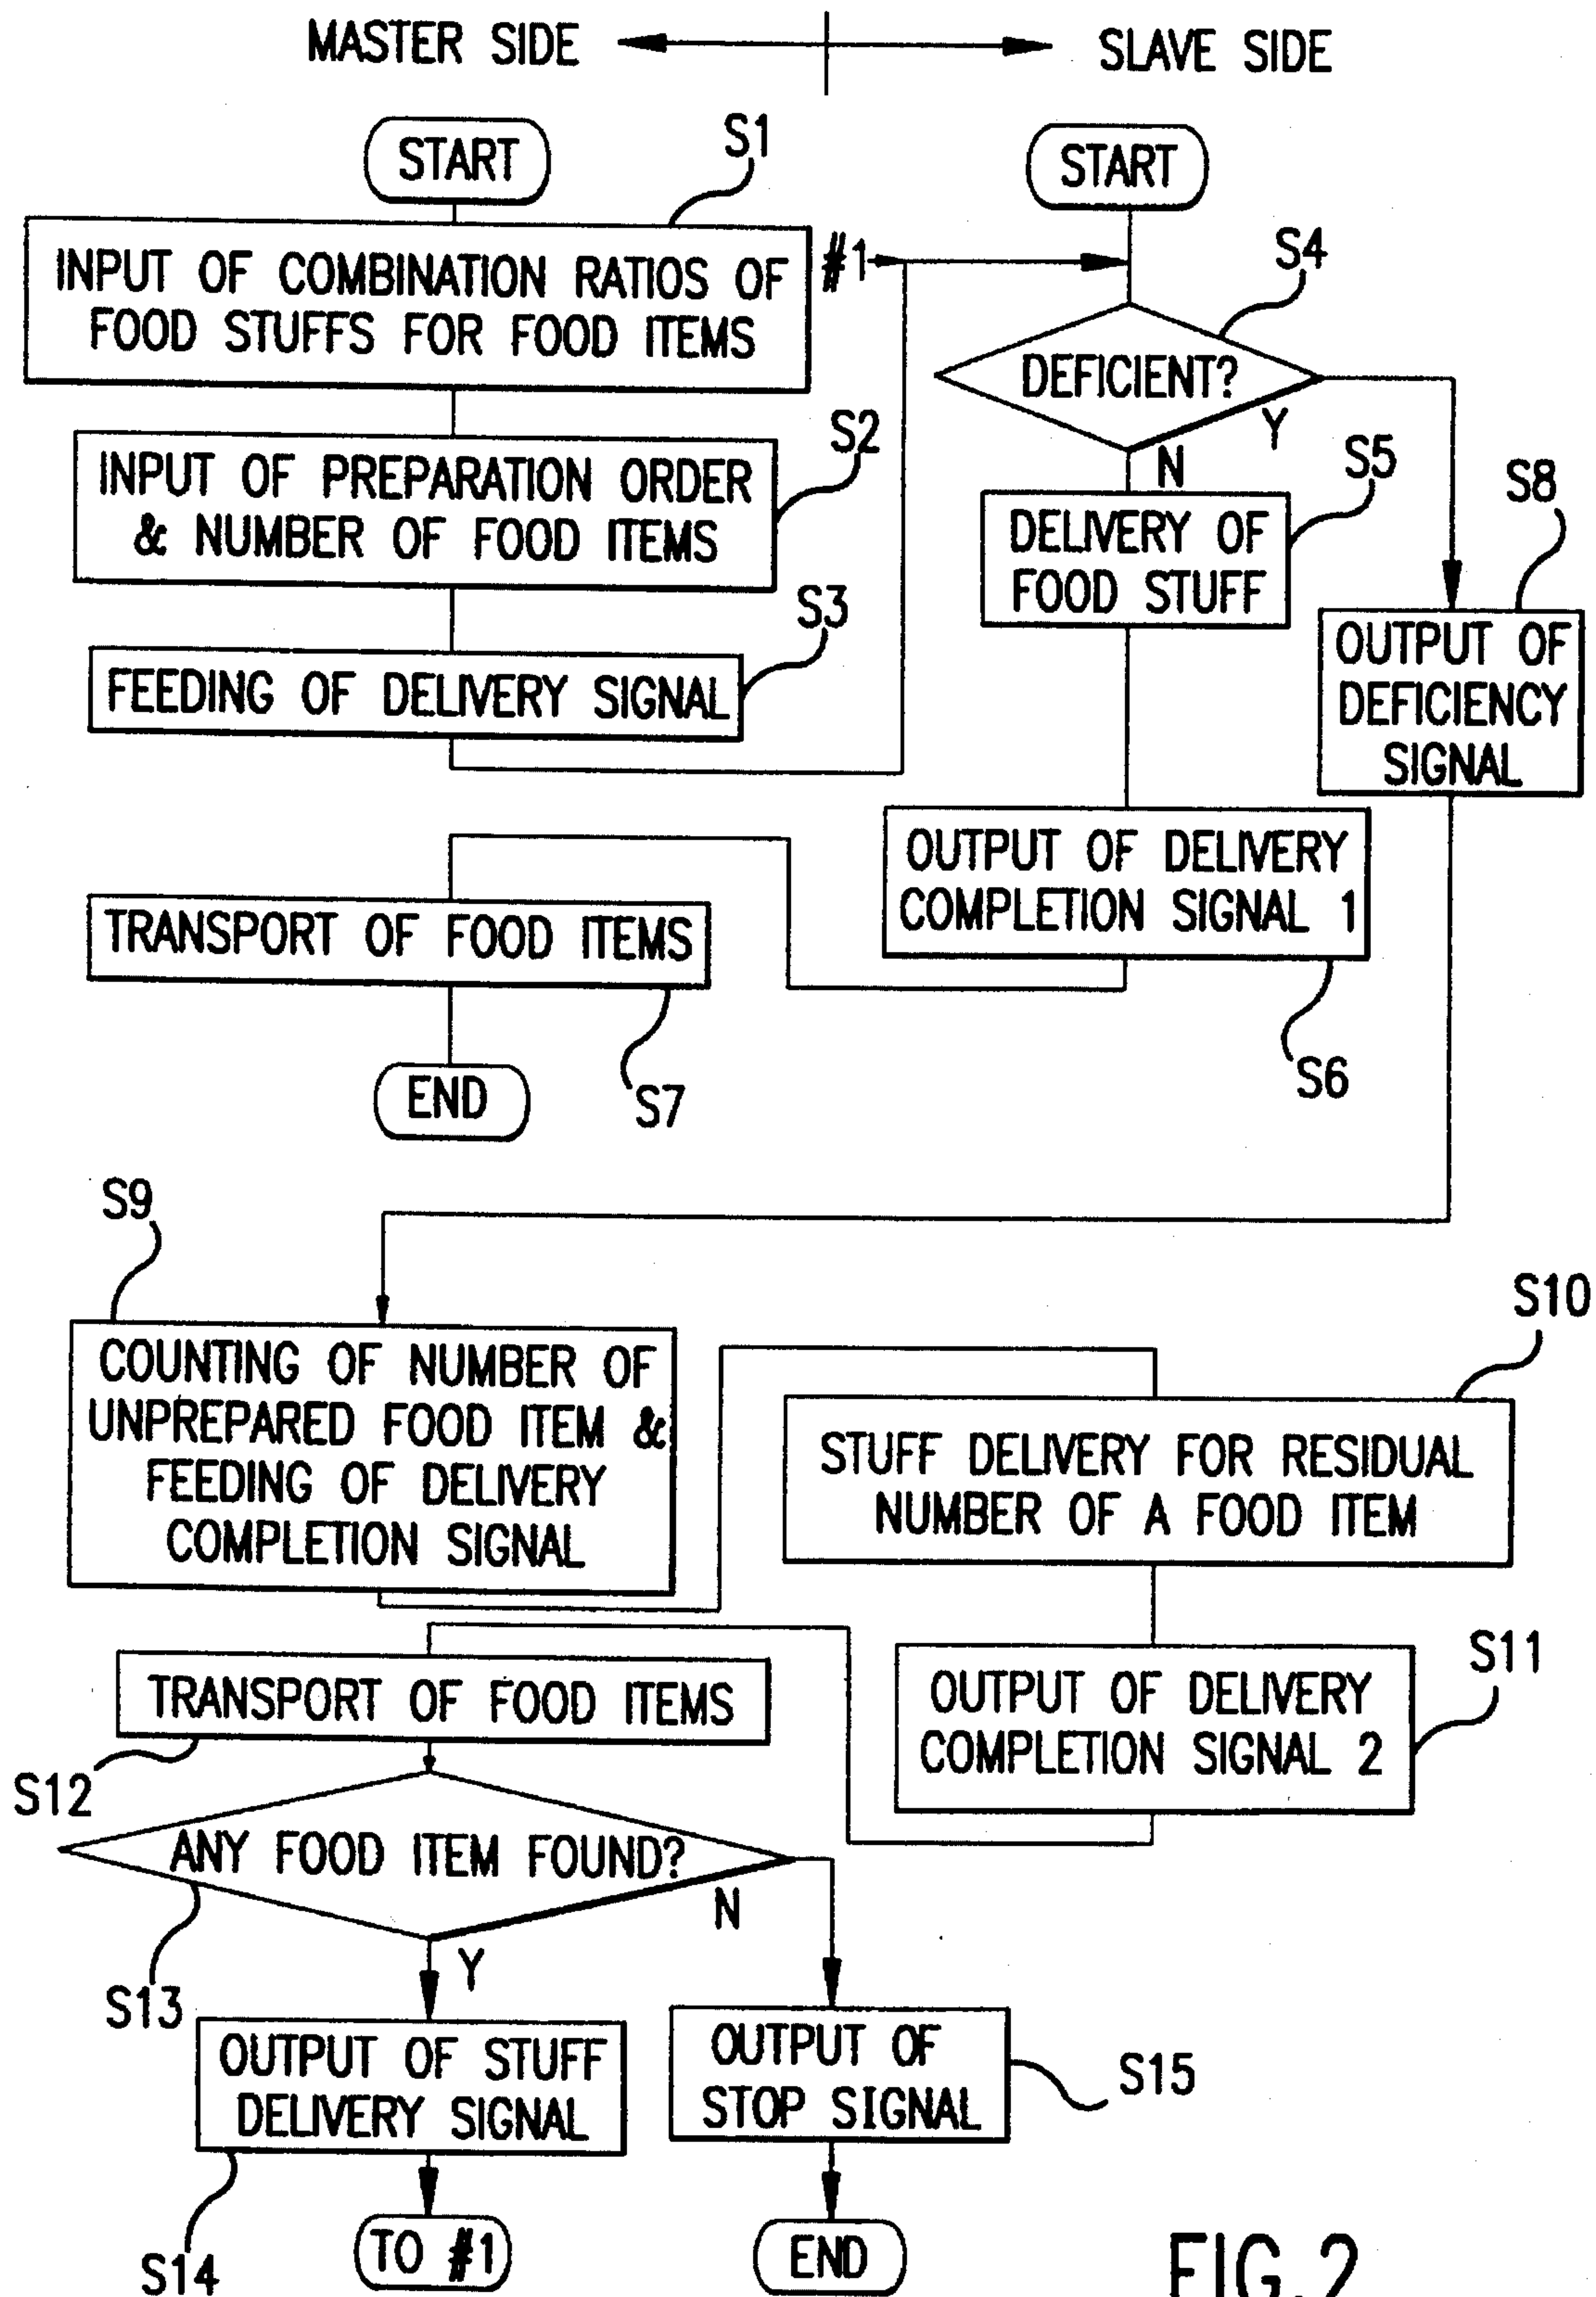 MASTER SIDE
SLAVE SIDE
START
S1
START
INPUT OF COMBINATION RATIOS OF
FOOD STUFFS FOR FOOD ITEMS
#1
S4
DEFICIENT?
Y
N
S2
INPUT OF PREPARATION ORDER
& NUMBER OF FOOD ITEMS
S5
DELIVERY OF
FOOD STUFF
S8
OUTPUT OF
DEFICIENCY
SIGNAL
S3
FEEDING OF DELIVERY SIGNAL
OUTPUT OF DELIVERY
COMPLETION SIGNAL 1
S6
TRANSPORT OF FOOD ITEMS
S7
END
S9
COUNTING OF NUMBER OF
UNPREPARED FOOD ITEM &
FEEDING OF DELIVERY
COMPLETION SIGNAL
S10
STUFF DELIVERY FOR RESIDUAL
NUMBER OF A FOOD ITEM
S11
OUTPUT OF DELIVERY
COMPLETION SIGNAL 2
TRANSPORT OF FOOD ITEMS
S12
ANY FOOD ITEM FOUND?
N
Y
S13
OUTPUT OF STUFF
DELIVERY SIGNAL
OUTPUT OF
STOP SIGNAL
S15
S14
TO #1
END
FIG.2